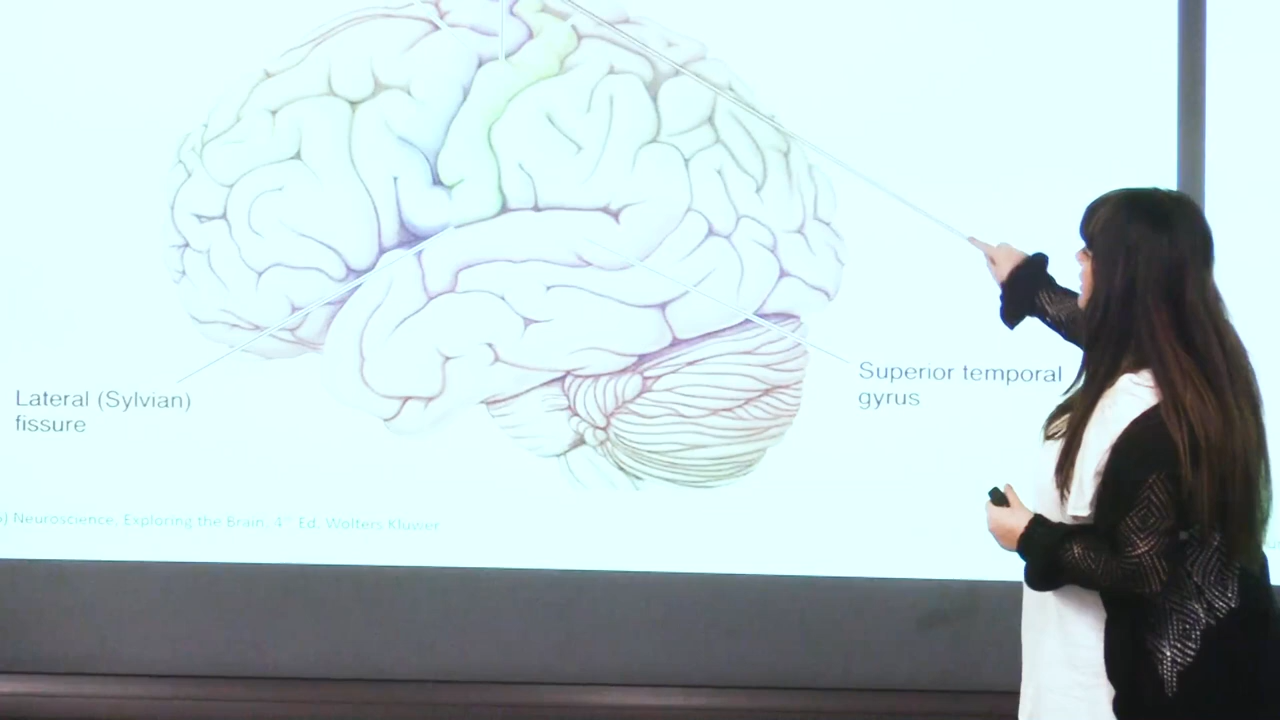 Lateral (Sylvian)
fissure
Superior temporal
gyrus
) Neuroscience, Exploring the Brain, 4th Ed. Wolters Kluwer